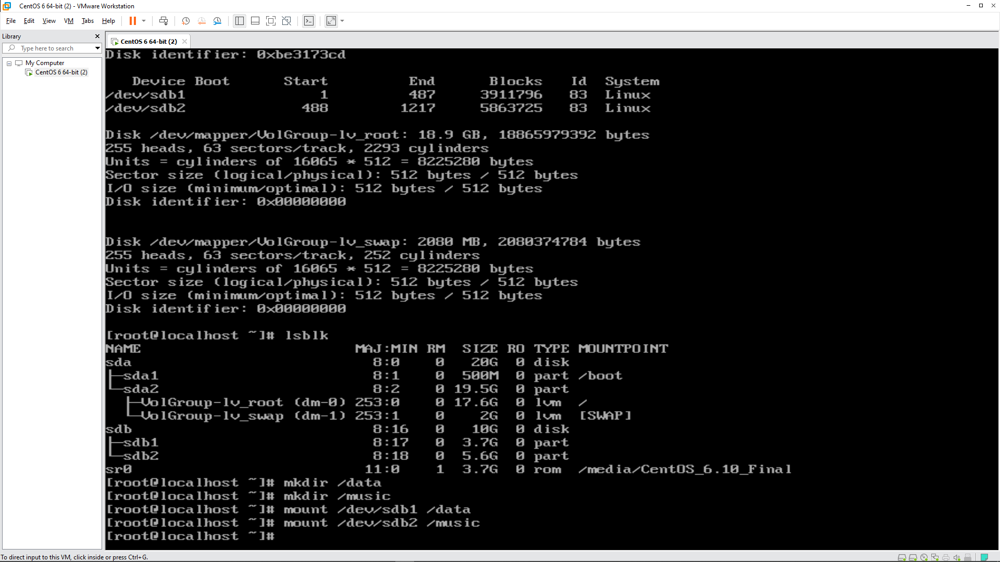 CentOS 6 64-bit (2) - VMware Workstation
File Edit View VM Tabs Help
Library
Type here to search
My Computer
CentOS 6 64-bit (2)
CentOS 6 64-bit (2)
Disk identifier: 0xbe3173cd
Device Boot Start End Blocks Id System
/dev/sdb1 1 487 3911796 83 Linux
/dev/sdb2 488 1217 5863725 83 Linux
Disk /dev/mapper/VolGroup-lv_root: 18.9 GB, 18865979392 bytes
255 heads, 63 sectors/track, 2293 cylinders
Units = cylinders of 16065 * 512 = 8225280 bytes
Sector size (logical/physical): 512 bytes / 512 bytes
I/O size (minimum/optimal): 512 bytes / 512 bytes
Disk identifier: 0x00000000
Disk /dev/mapper/VolGroup-lv_swap: 2080 MB, 2080374784 bytes
255 heads, 63 sectors/track, 252 cylinders
Units = cylinders of 16065 * 512 = 8225280 bytes
Sector size (logical/physical): 512 bytes / 512 bytes
I/O size (minimum/optimal): 512 bytes / 512 bytes
Disk identifier: 0x00000000
[root@localhost ~]# lsblk
NAME MAJ:MIN RM SIZE RO TYPE MOUNTPOINT
sda 8:0 0 20G 0 disk
├─sda1 8:1 0 500M 0 part /boot
└─sda2 8:2 0 19.5G 0 part
├─VolGroup-lv_root (dm-0) 253:0 0 17.6G 0 lvm /
└─VolGroup-lv_swap (dm-1) 253:1 0 2G 0 lvm [SWAP]
sdb 8:16 0 10G 0 disk
├─sdb1 8:17 0 3.7G 0 part
└─sdb2 8:18 0 5.6G 0 part
sr0 11:0 1 3.7G 0 rom /media/CentOS_6.10_Final
[root@localhost ~]# mkdir /data
[root@localhost ~]# mkdir /music
[root@localhost ~]# mount /dev/sdb1 /data
[root@localhost ~]# mount /dev/sdb2 /music
[root@localhost ~]#
To direct input to this VM, click inside or press Ctrl+G.